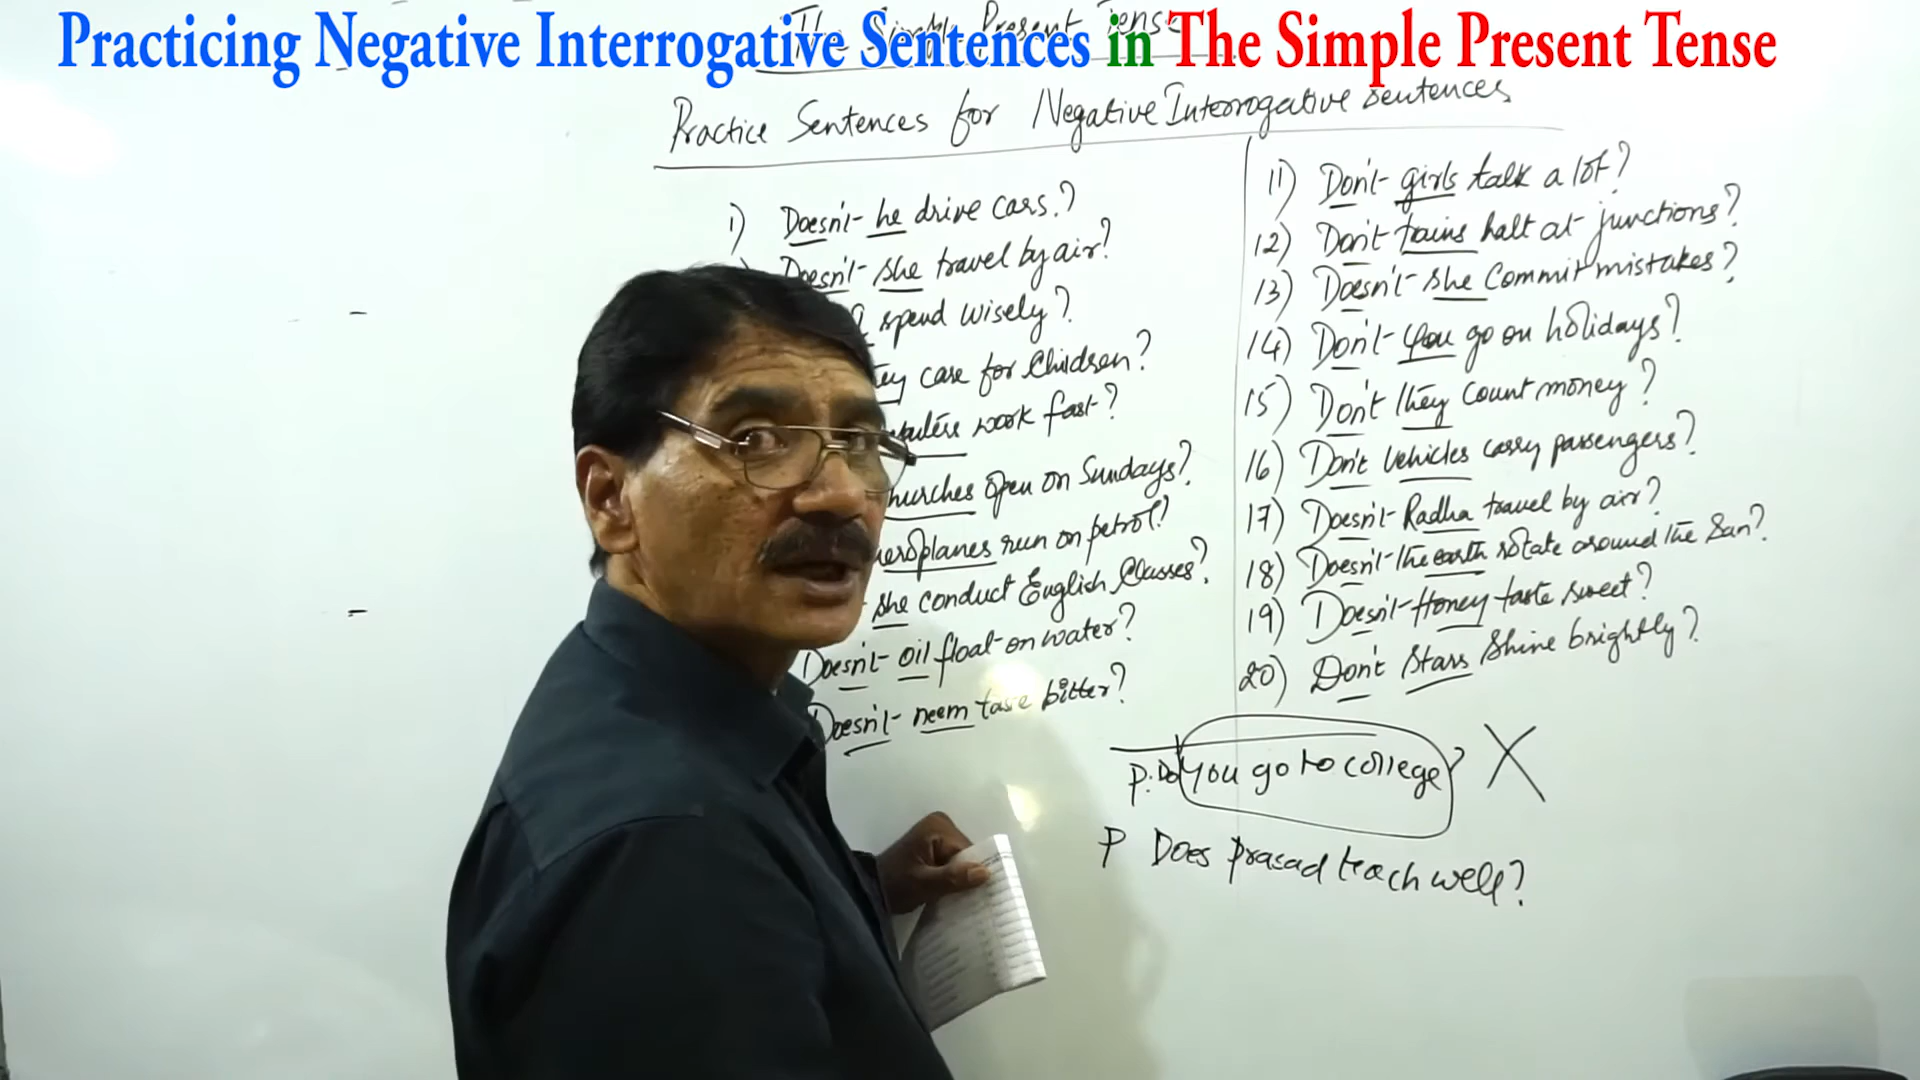 Practicing Negative Interrogative Sentences in The Simple Present Tense
The Simple Present Tense
Practice Sentences for Negative Interrogative Sentences
1) Doesn't he drive cars?
Doesn't she travel by air?
spend wisely?
care for children?
work fast?
open on Sundays?
run on petrol?
she conduct English Classes?
Doesn't oil float on water?
Doesn't neem taste bitter?
11) Don't girls talk a lot?
12) Don't trains halt at junctions?
13) Doesn't she commit mistakes?
14) Don't you go on holidays?
15) Don't they count money?
16) Don't vehicles carry passengers?
17) Doesn't Radha travel by air?
18) Doesn't the earth rotate around the Sun?
19) Doesn't Honey taste sweet?
20) Don't stars shine brightly?
P: Do you go to college? X
P Does prasad teach well?